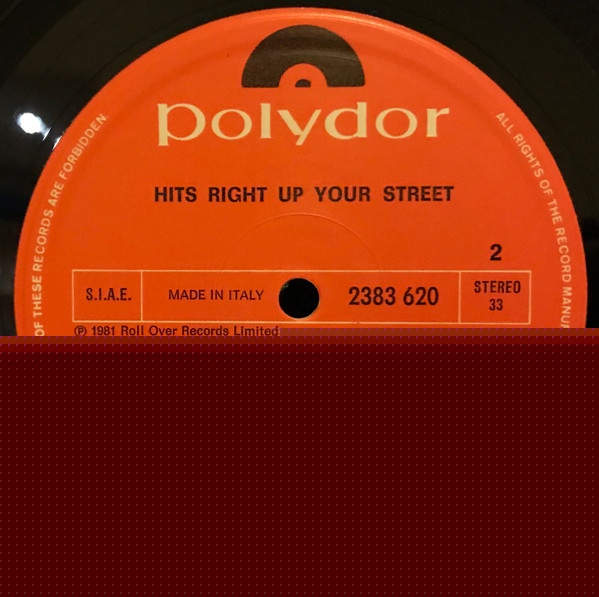 polydor
HITS RIGHT UP YOUR STREET
2
S.I.A.E.
MADE IN ITALY
2383 620
STEREO
33
℗ 1981 Roll Over Records Limited
OF THESE RECORDS ARE FORBIDDEN
ALL RIGHTS OF THE RECORD